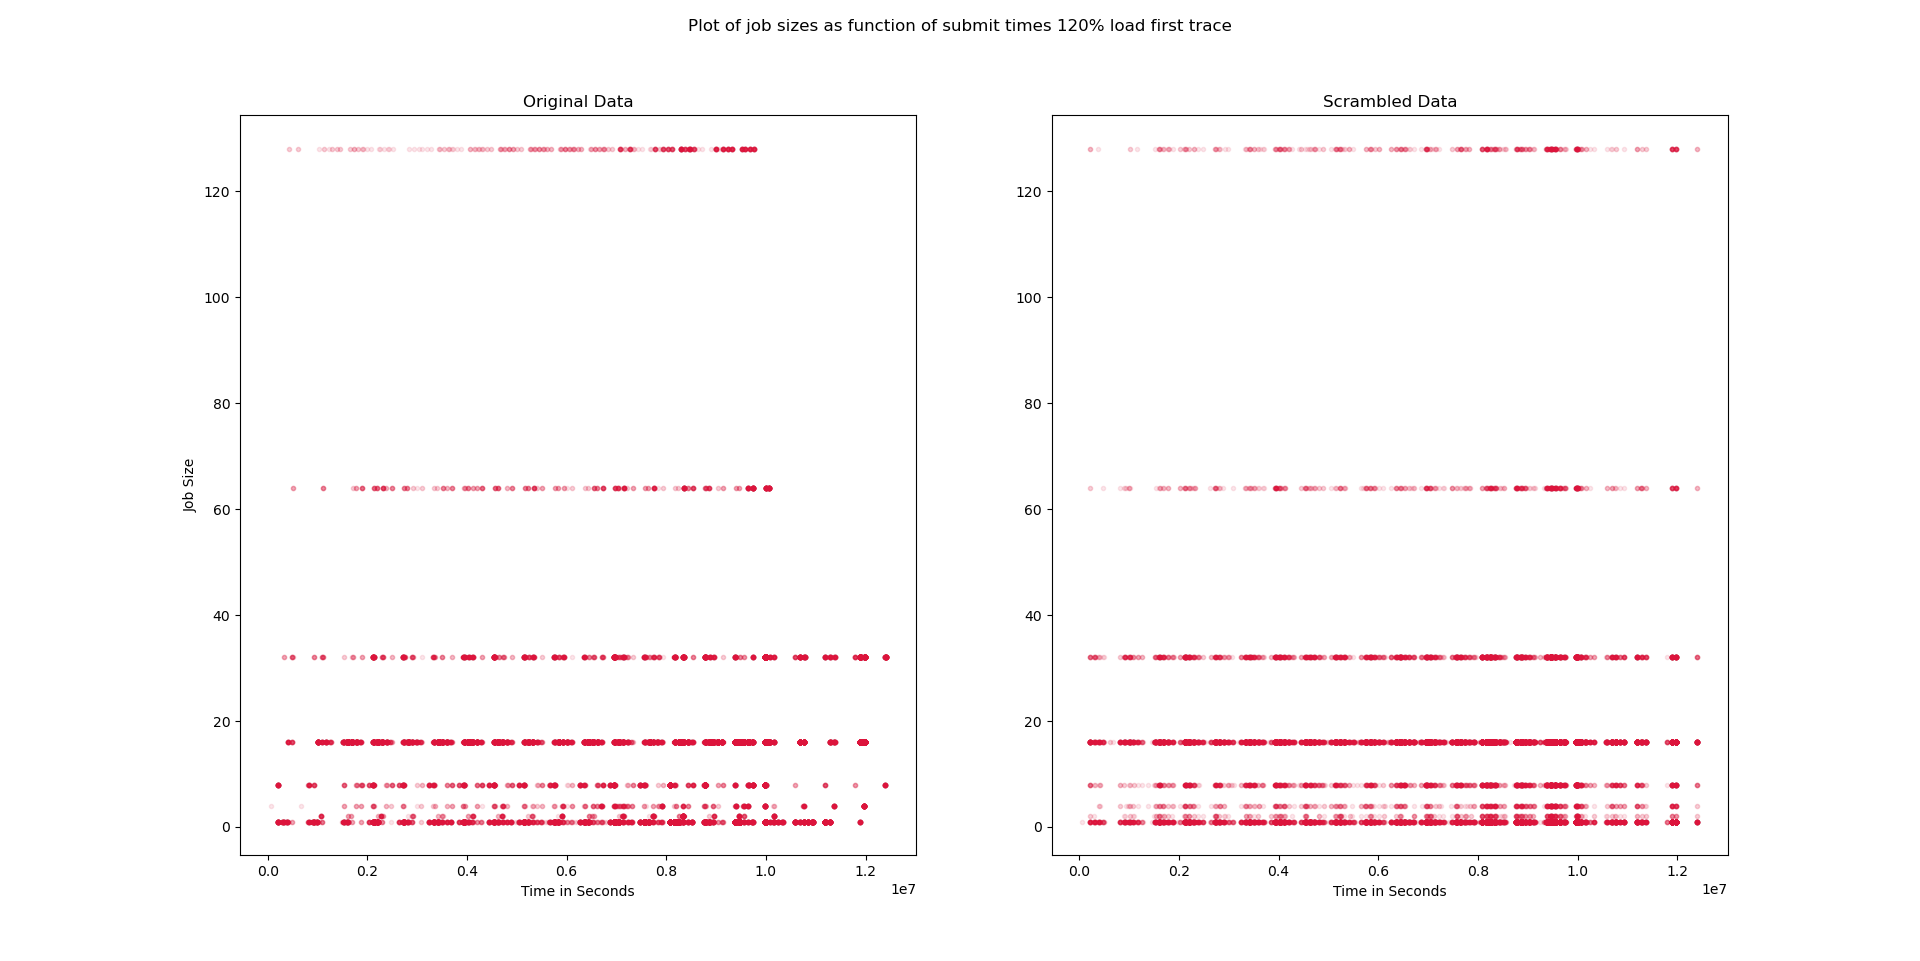 Plot of job sizes as function of submit times 120% load first trace
Original Data
120
100
80
60
40
20
0
Job Size
0.0 0.2 0.4 0.6 0.8 1.0 1.2
1e7
Time in Seconds
Scrambled Data
120
100
80
60
40
20
0
0.0 0.2 0.4 0.6 0.8 1.0 1.2
1e7
Time in Seconds